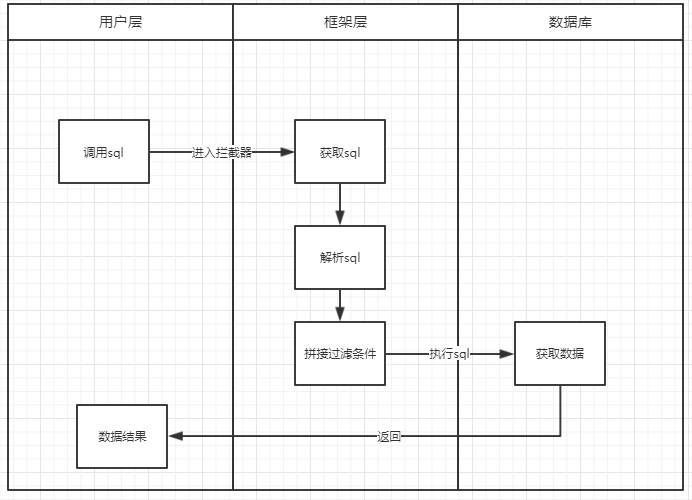 用户层
框架层
数据库
调用sql
进入拦截器
获取sql
解析sql
拼接过滤条件
执行sql
获取数据
返回
数据结果